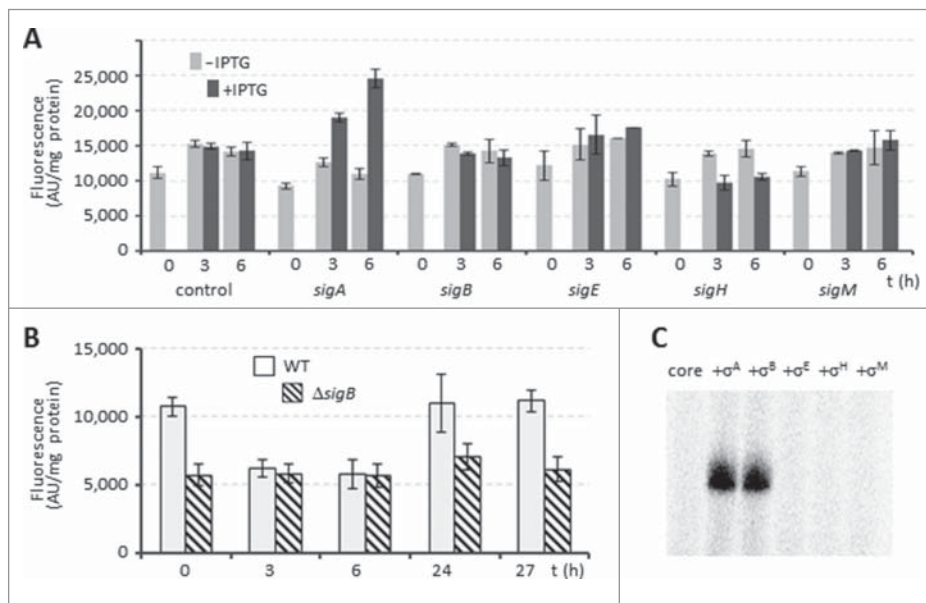 A
Fluorescence
(AU/mg protein)
25,000
20,000
15,000
10,000
5,000
0
−IPTG
+IPTG
0 3 6 0 3 6 0 3 6 0 3 6 0 3 6 0 3 6 t (h)
control sigA sigB sigE sigH sigM
B
Fluorescence
(AU/mg protein)
15,000
10,000
5,000
0
WT
ΔsigB
0 3 6 24 27 t (h)
C
core +σᴬ +σᴮ +σᴱ +σᴴ +σᴹ